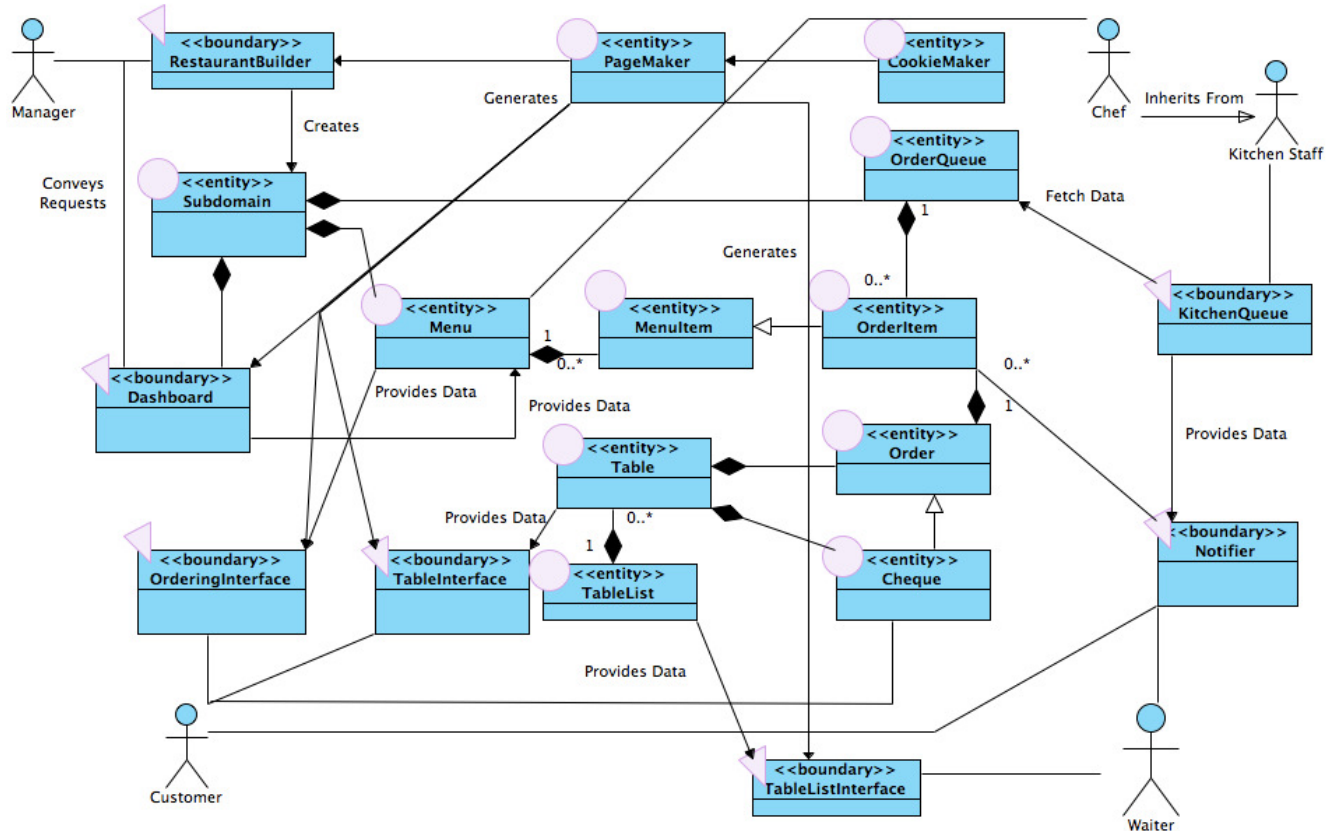 <<boundary>>
RestaurantBuilder
<<entity>>
PageMaker
<<entity>>
CookieMaker
Manager
Chef
Inherits From
Kitchen Staff
Generates
Creates
<<entity>>
OrderQueue
Conveys
Requests
<<entity>>
Subdomain
1
Fetch Data
Generates
0..*
<<entity>>
Menu
<<entity>>
MenuItem
<<entity>>
OrderItem
<<boundary>>
KitchenQueue
1
0..*
<<boundary>>
Dashboard
Provides Data
Provides Data
0..*
1
<<entity>>
Table
<<entity>>
Order
Provides Data
Provides Data
0..*
1
<<boundary>>
OrderingInterface
<<boundary>>
TableInterface
<<entity>>
TableList
<<entity>>
Cheque
<<boundary>>
Notifier
Provides Data
Customer
<<boundary>>
TableListInterface
Waiter